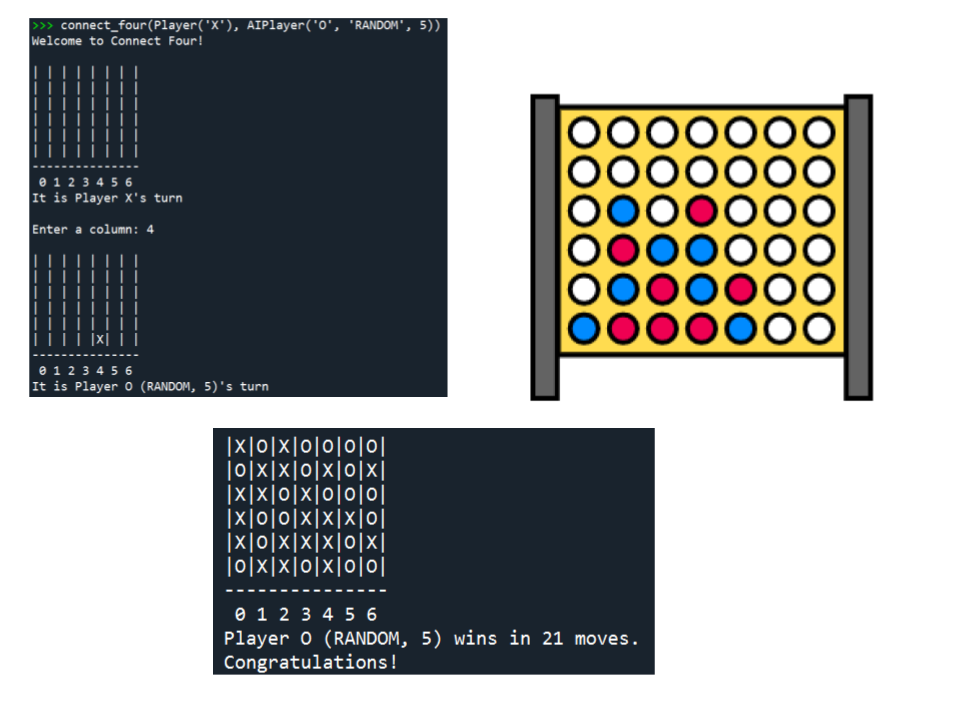 >>> connect_four(Player('X'), AIPlayer('O', 'RANDOM', 5))
Welcome to Connect Four!
| | | | | | | |
| | | | | | | |
| | | | | | | |
| | | | | | | |
| | | | | | | |
| | | | | | | |
---------------
0 1 2 3 4 5 6
It is Player X's turn
Enter a column: 4
| | | | | | | |
| | | | | | | |
| | | | | | | |
| | | | | | | |
| | | | | | | |
| | | | |X| | |
---------------
0 1 2 3 4 5 6
It is Player O (RANDOM, 5)'s turn
|X|O|X|O|O|O|O|
|O|X|X|O|X|O|X|
|X|X|O|X|O|O|O|
|X|O|O|X|X|X|O|
|X|O|X|X|X|O|X|
|O|X|X|O|X|O|O|
---------------
0 1 2 3 4 5 6
Player O (RANDOM, 5) wins in 21 moves.
Congratulations!